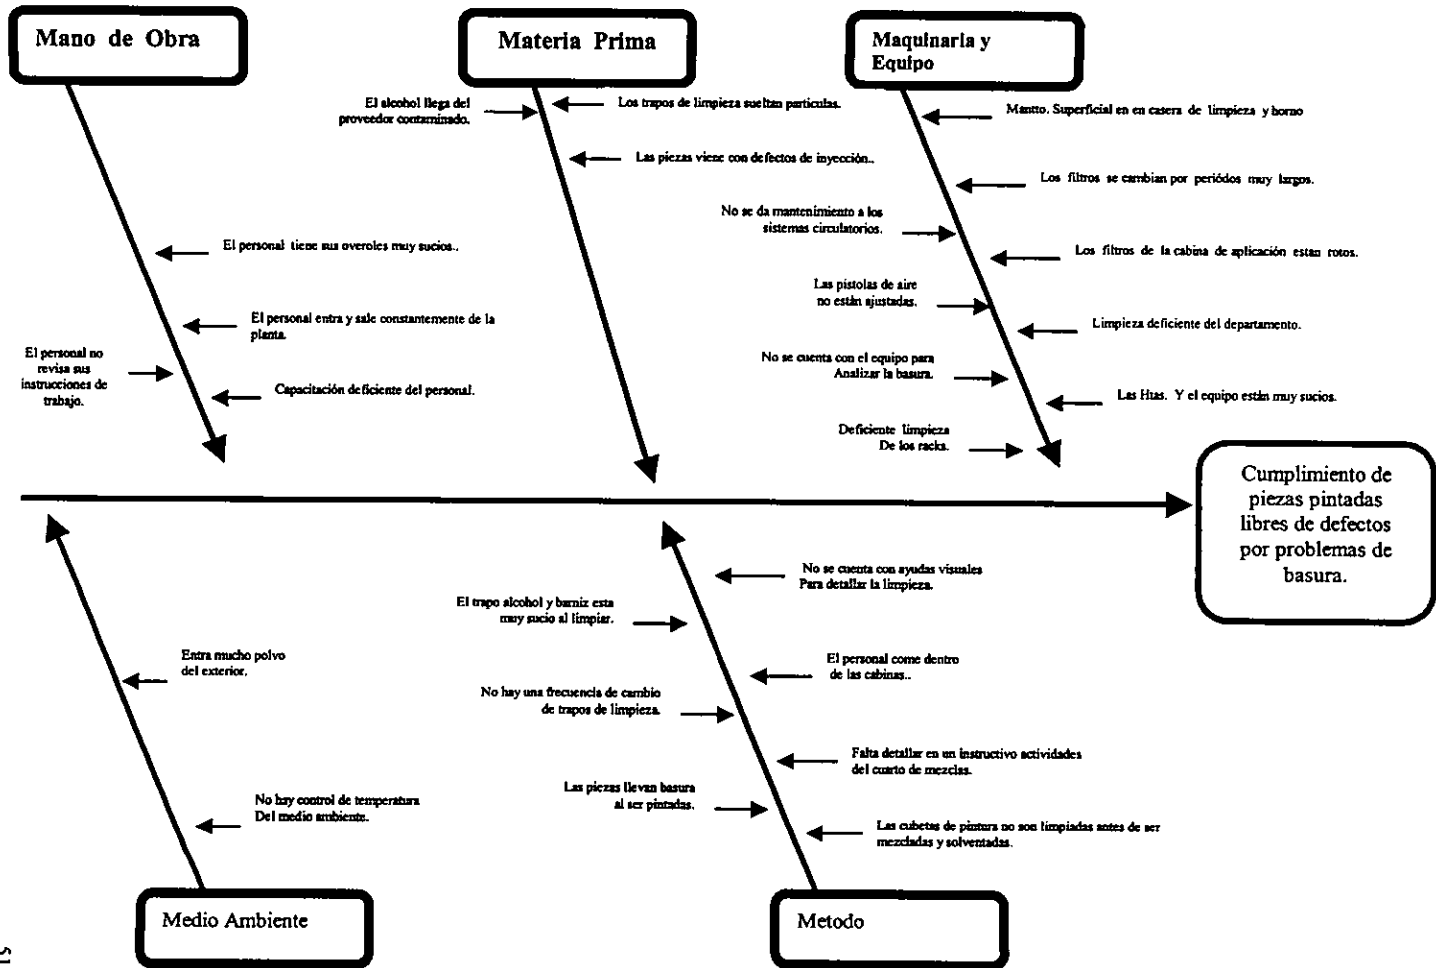 Mano de Obra
Materia Prima
Maquinaria y
Equipo
El alcohol llega del
proveedor contaminado.
Los trapos de limpieza sueltan particulas.
Las piezas viene con defectos de inyección..
Mantto. Superficial en en casera de limpieza y horno
Los filtros se cambian por periódos muy largos.
No se da mantenimiento a los
sistemas circulatorios.
Los filtros de la cabina de aplicación estan rotos.
Las pistolas de aire
no están ajustadas.
Limpieza deficiente del departamento.
No se cuenta con el equipo para
Analizar la basura.
Las Htas. Y el equipo están muy sucios.
Deficiente limpieza
De los racks.
El personal tiene sus overoles muy sucios..
El personal entra y sale constantemente de la
planta.
El personal no
revisa sus
instrucciones de
trabajo.
Capacitación deficiente del personal.
Cumplimiento de
piezas pintadas
libres de defectos
por problemas de
basura.
No se cuenta con ayudas visuales
Para detallar la limpieza.
El trapo alcohol y barniz esta
muy sucio al limpiar.
El personal come dentro
de las cabinas..
No hay una frecuencia de cambio
de trapos de limpieza.
Falta detallar en un instructivo actividades
del cuarto de mezclas.
Las piezas llevan basura
al ser pintadas.
Las cubetas de pintura no son limpiadas antes de ser
mezcladas y solventadas.
Entra mucho polvo
del exterior.
No hay control de temperatura
Del medio ambiente.
Medio Ambiente
Metodo
51